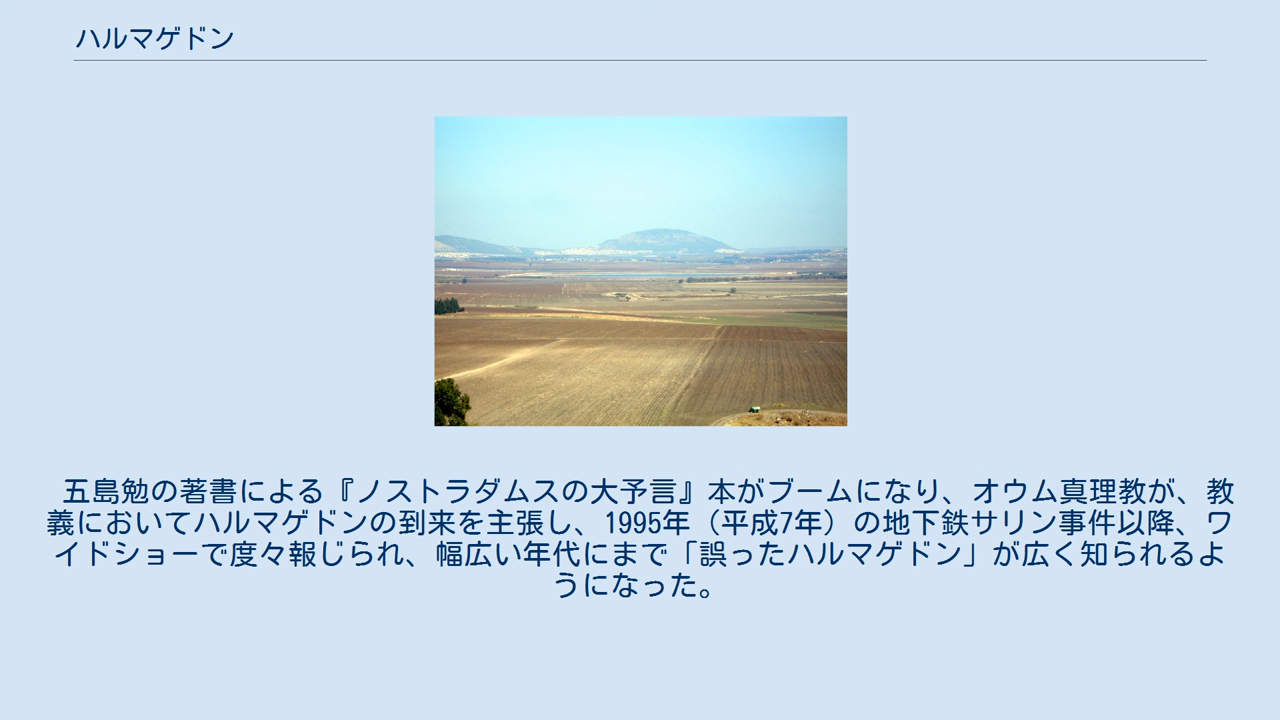 ハルマゲドン
五島勉の著書による『ノストラダムスの大予言』本がブームになり、オウム真理教が、教
義においてハルマゲドンの到来を主張し、1995年（平成7年）の地下鉄サリン事件以降、ワ
イドショーで度々報じられ、幅広い年代にまで「誤ったハルマゲドン」が広く知られるよ
うになった。